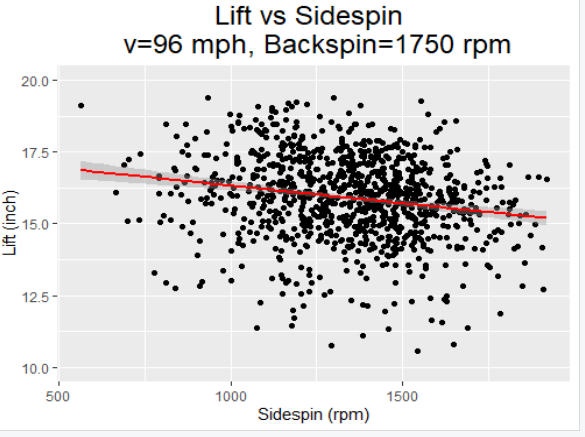 Lift vs Sidespin
v=96 mph, Backspin=1750 rpm
20.0
17.5
15.0
12.5
10.0
Lift (inch)
500
1000
1500
Sidespin (rpm)